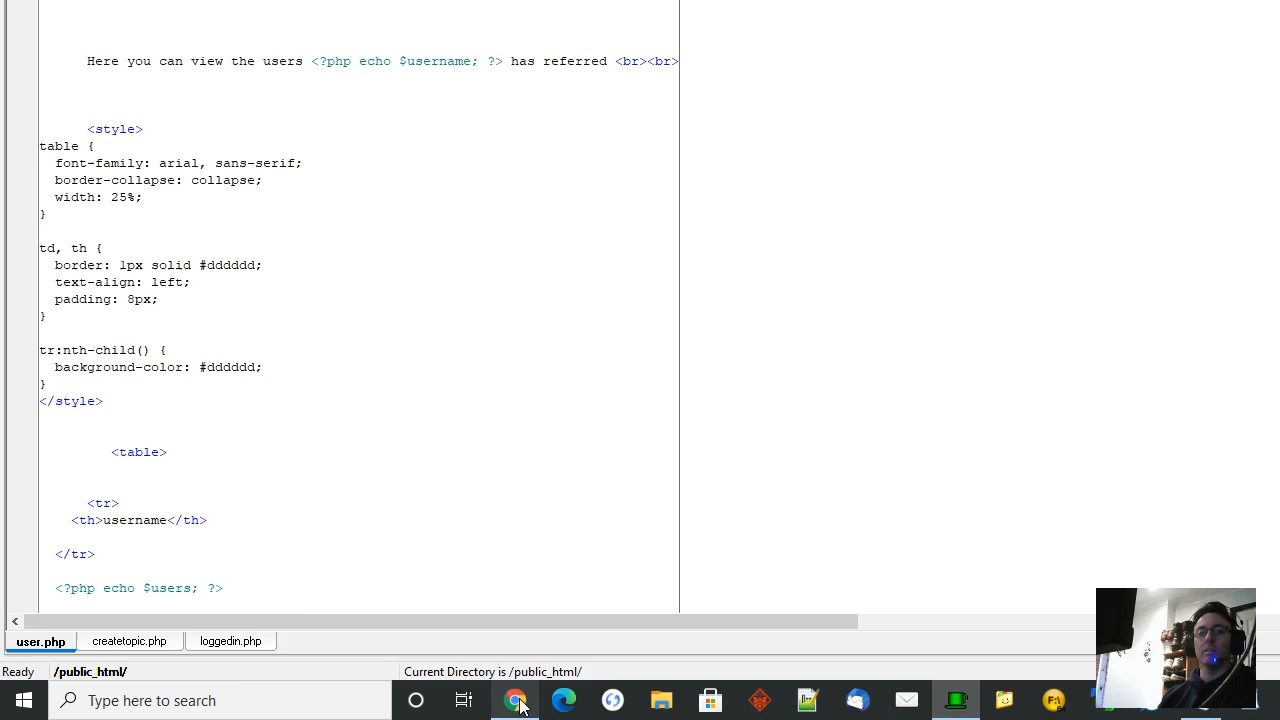 Here you can view the users <?php echo $username; ?> has referred <br><br>
<style>
table {
font-family: arial, sans-serif;
border-collapse: collapse;
width: 25%;
}
td, th {
border: 1px solid #dddddd;
text-align: left;
padding: 8px;
}
tr:nth-child() {
background-color: #dddddd;
}
</style>
<table>
<tr>
<th>username</th>
</tr>
<?php echo $users; ?>
user.php createtopic.php loggedin.php
Ready /public_html/ Current Directory is /public_html/
Type here to search